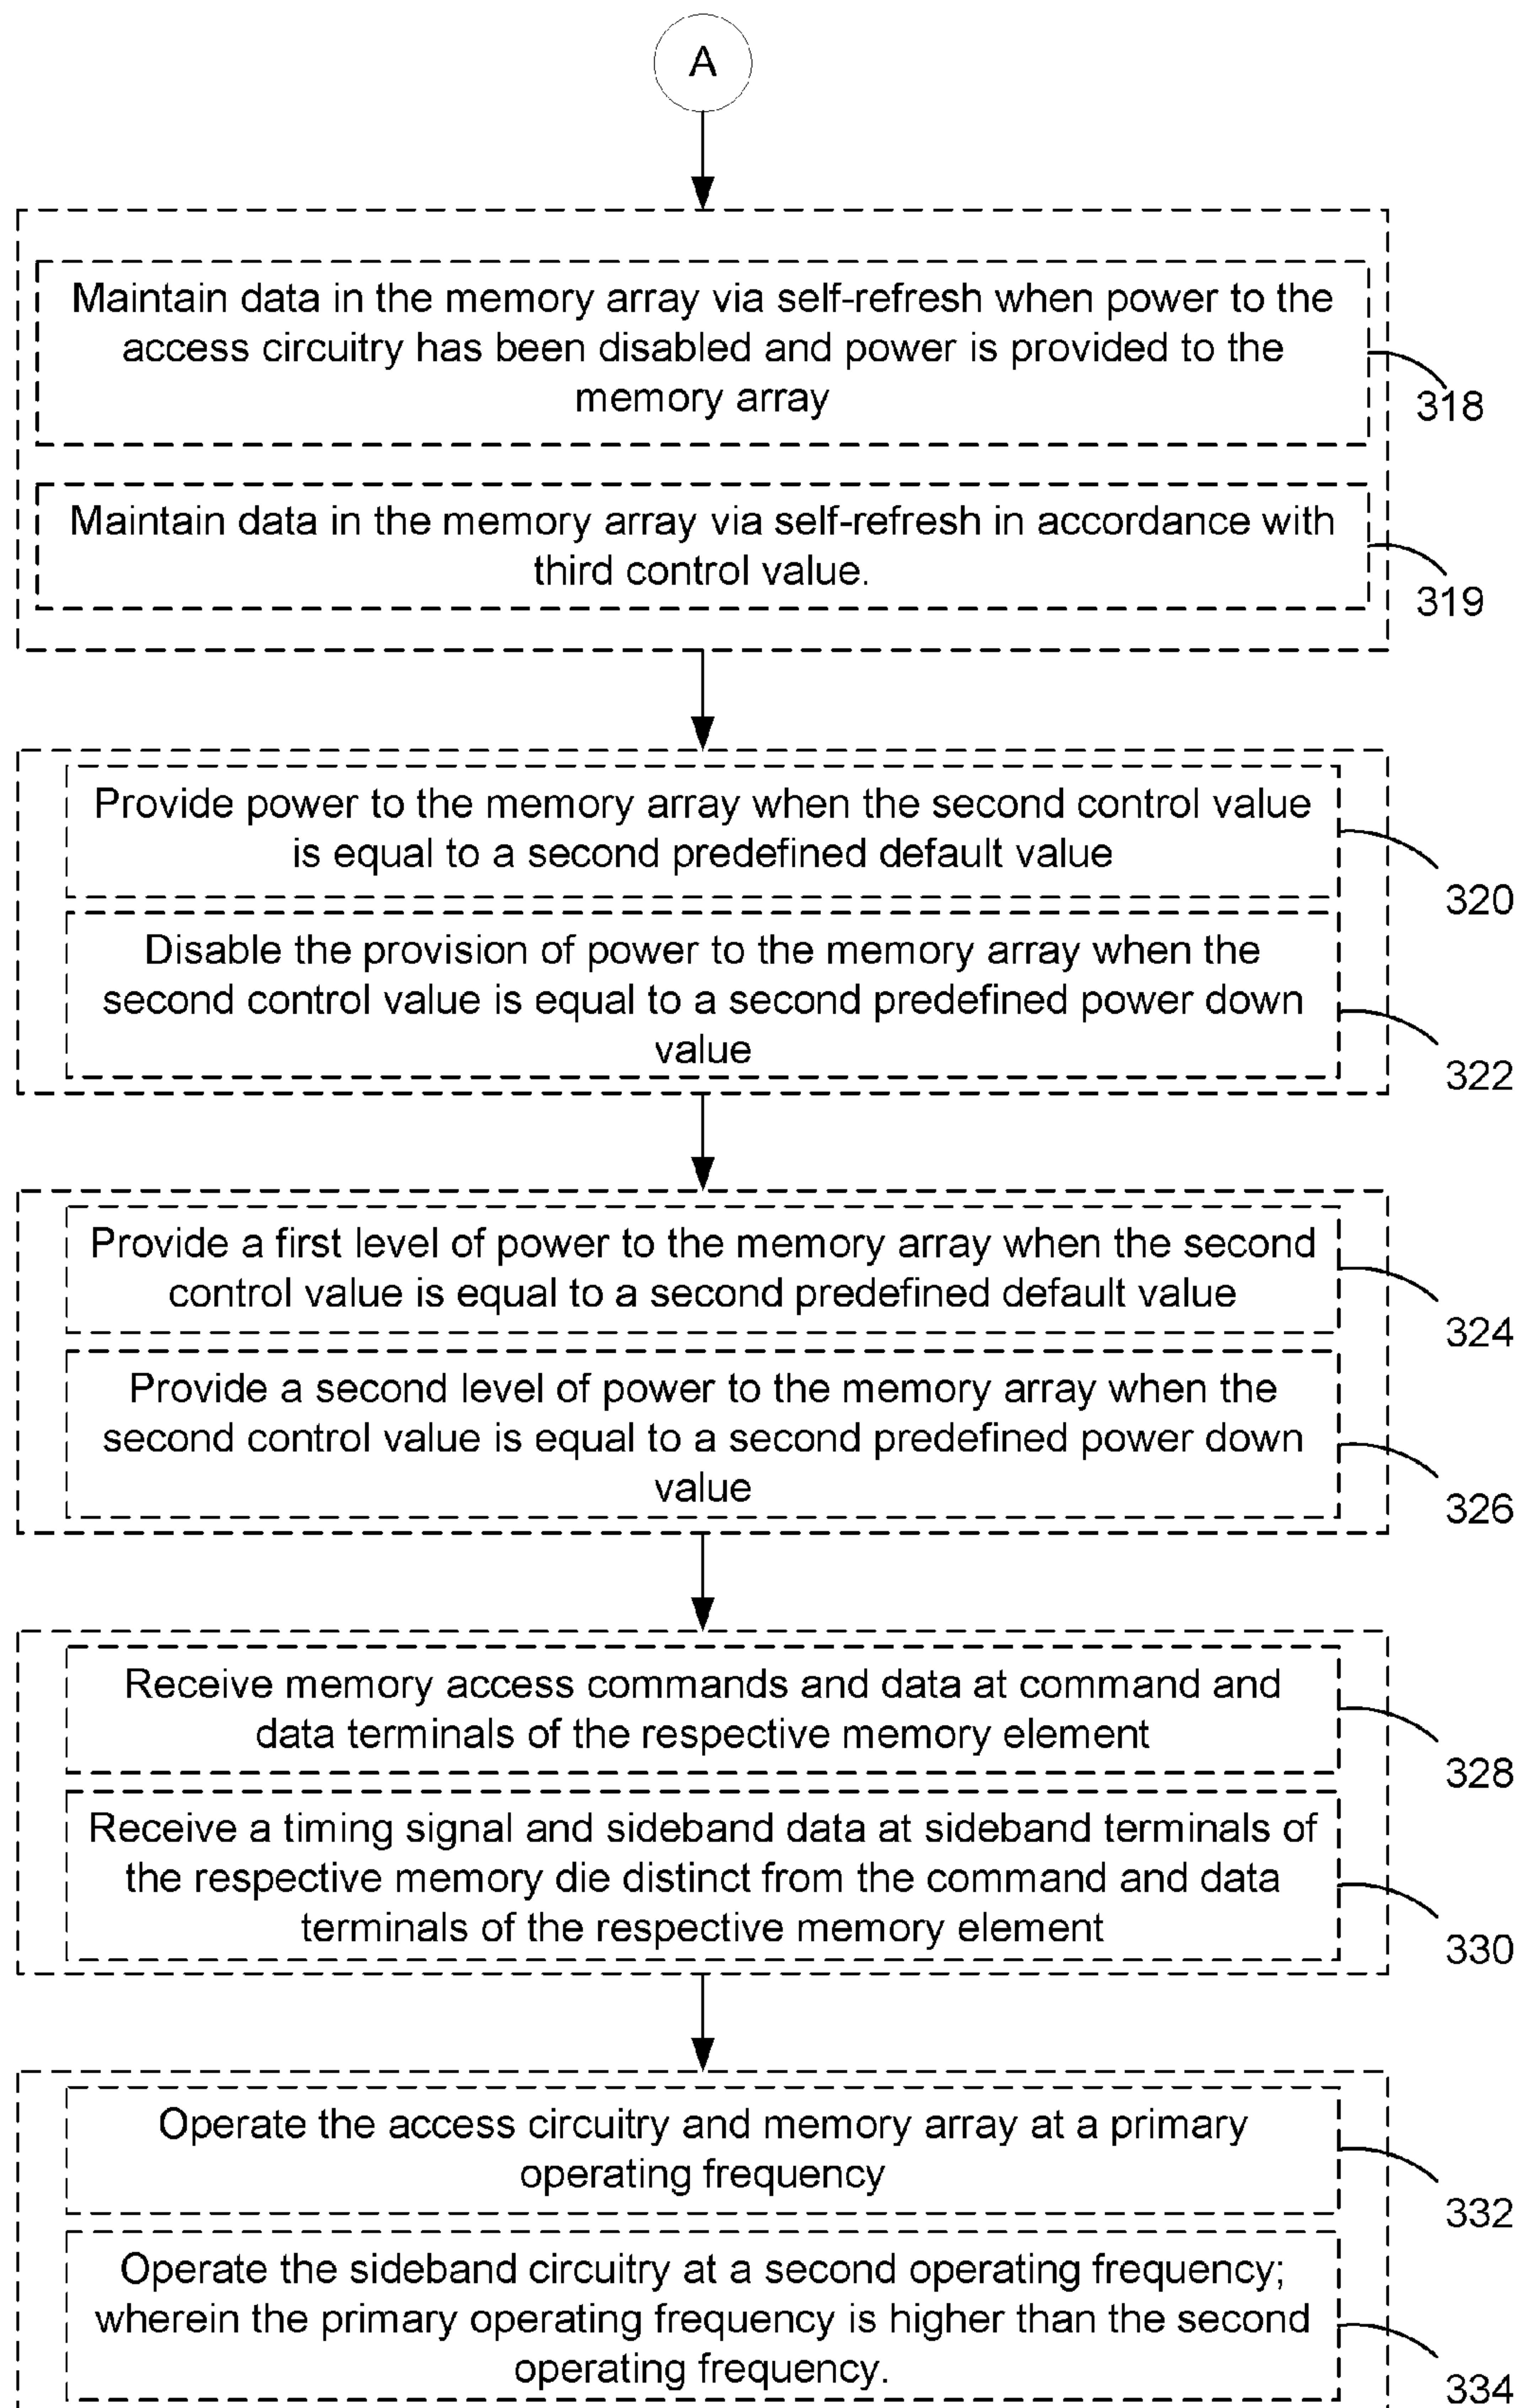 A
Maintain data in the memory array via self-refresh when power to the
access circuitry has been disabled and power is provided to the
memory array
318
Maintain data in the memory array via self-refresh in accordance with
third control value.
319
Provide power to the memory array when the second control value
is equal to a second predefined default value
320
Disable the provision of power to the memory array when the
second control value is equal to a second predefined power down
value
322
Provide a first level of power to the memory array when the second
control value is equal to a second predefined default value
324
Provide a second level of power to the memory array when the
second control value is equal to a second predefined power down
value
326
Receive memory access commands and data at command and
data terminals of the respective memory element
328
Receive a timing signal and sideband data at sideband terminals of
the respective memory die distinct from the command and data
terminals of the respective memory element
330
Operate the access circuitry and memory array at a primary
operating frequency
332
Operate the sideband circuitry at a second operating frequency;
wherein the primary operating frequency is higher than the second
operating frequency.
334